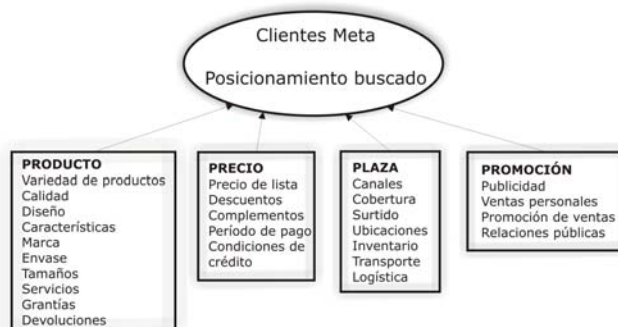 Clientes Meta
Posicionamiento buscado
PRODUCTO
Variedad de productos
Calidad
Diseño
Características
Marca
Envase
Tamaños
Servicios
Grantías
Devoluciones
PRECIO
Precio de lista
Descuentos
Complementos
Período de pago
Condiciones de
crédito
PLAZA
Canales
Cobertura
Surtido
Ubicaciones
Inventario
Transporte
Logística
PROMOCIÓN
Publicidad
Ventas personales
Promoción de ventas
Relaciones públicas